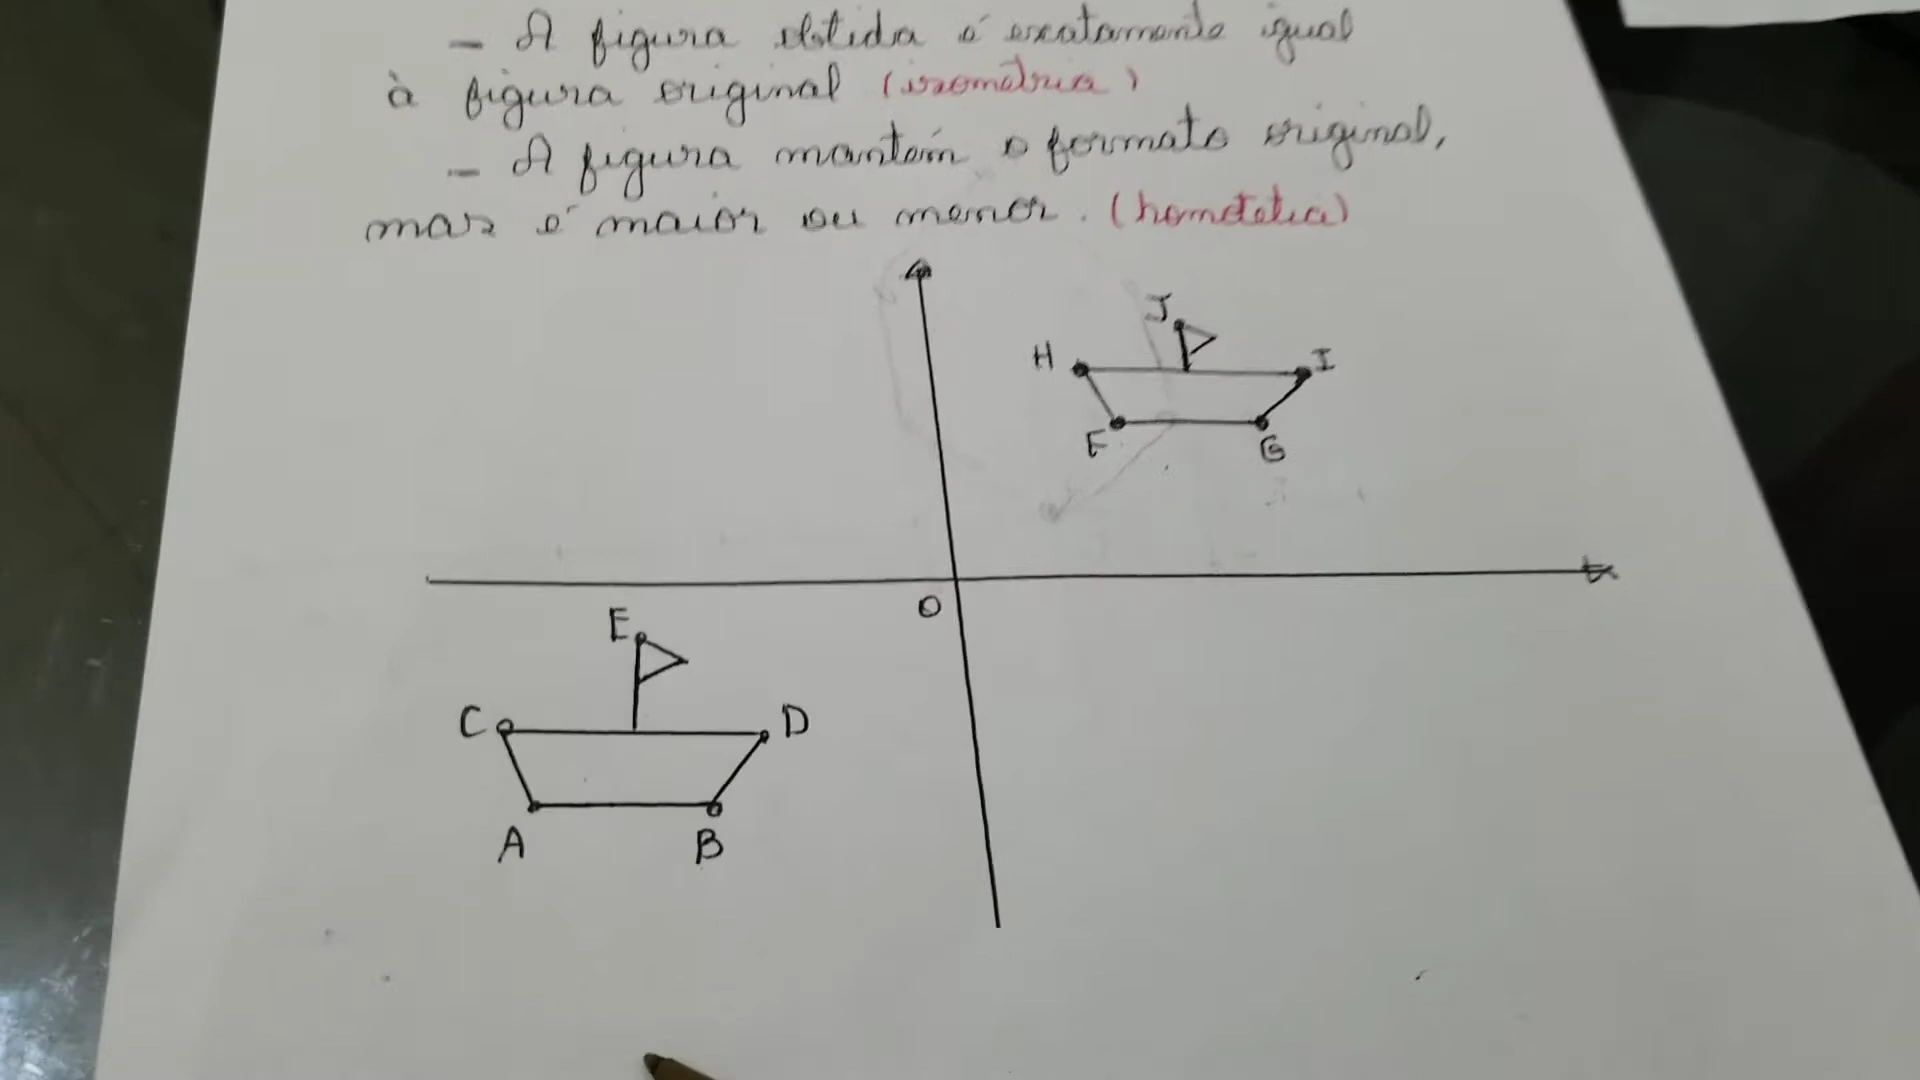 - A figura obtida é exatamente igual
à figura original (isometria)
- A figura mantém o formato original,
mas é maior ou menor. (homotetia)
J
H I
F G
O
E
C D
A B